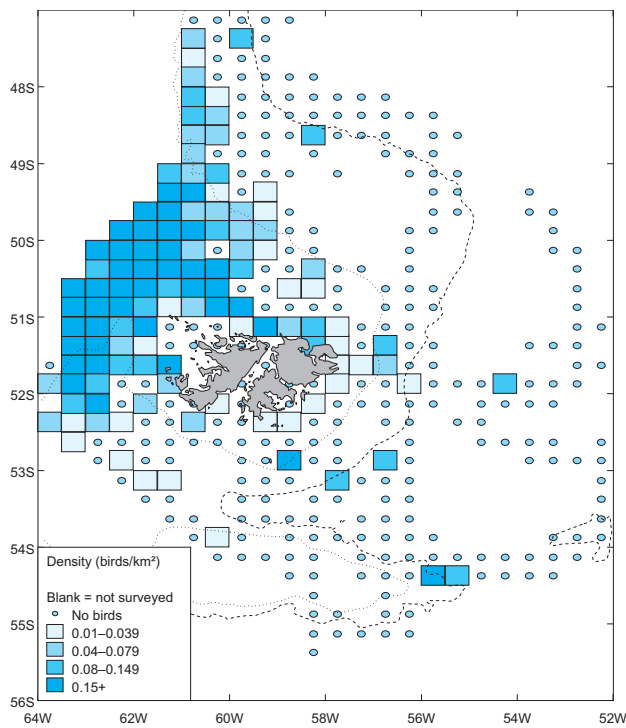 48S
49S
50S
51S
52S
53S
54S
55S
56S
Density (birds/km²)
Blank = not surveyed
No birds
0.01–0.039
0.04–0.079
0.08–0.149
0.15+
64W 62W 60W 58W 56W 54W 52W